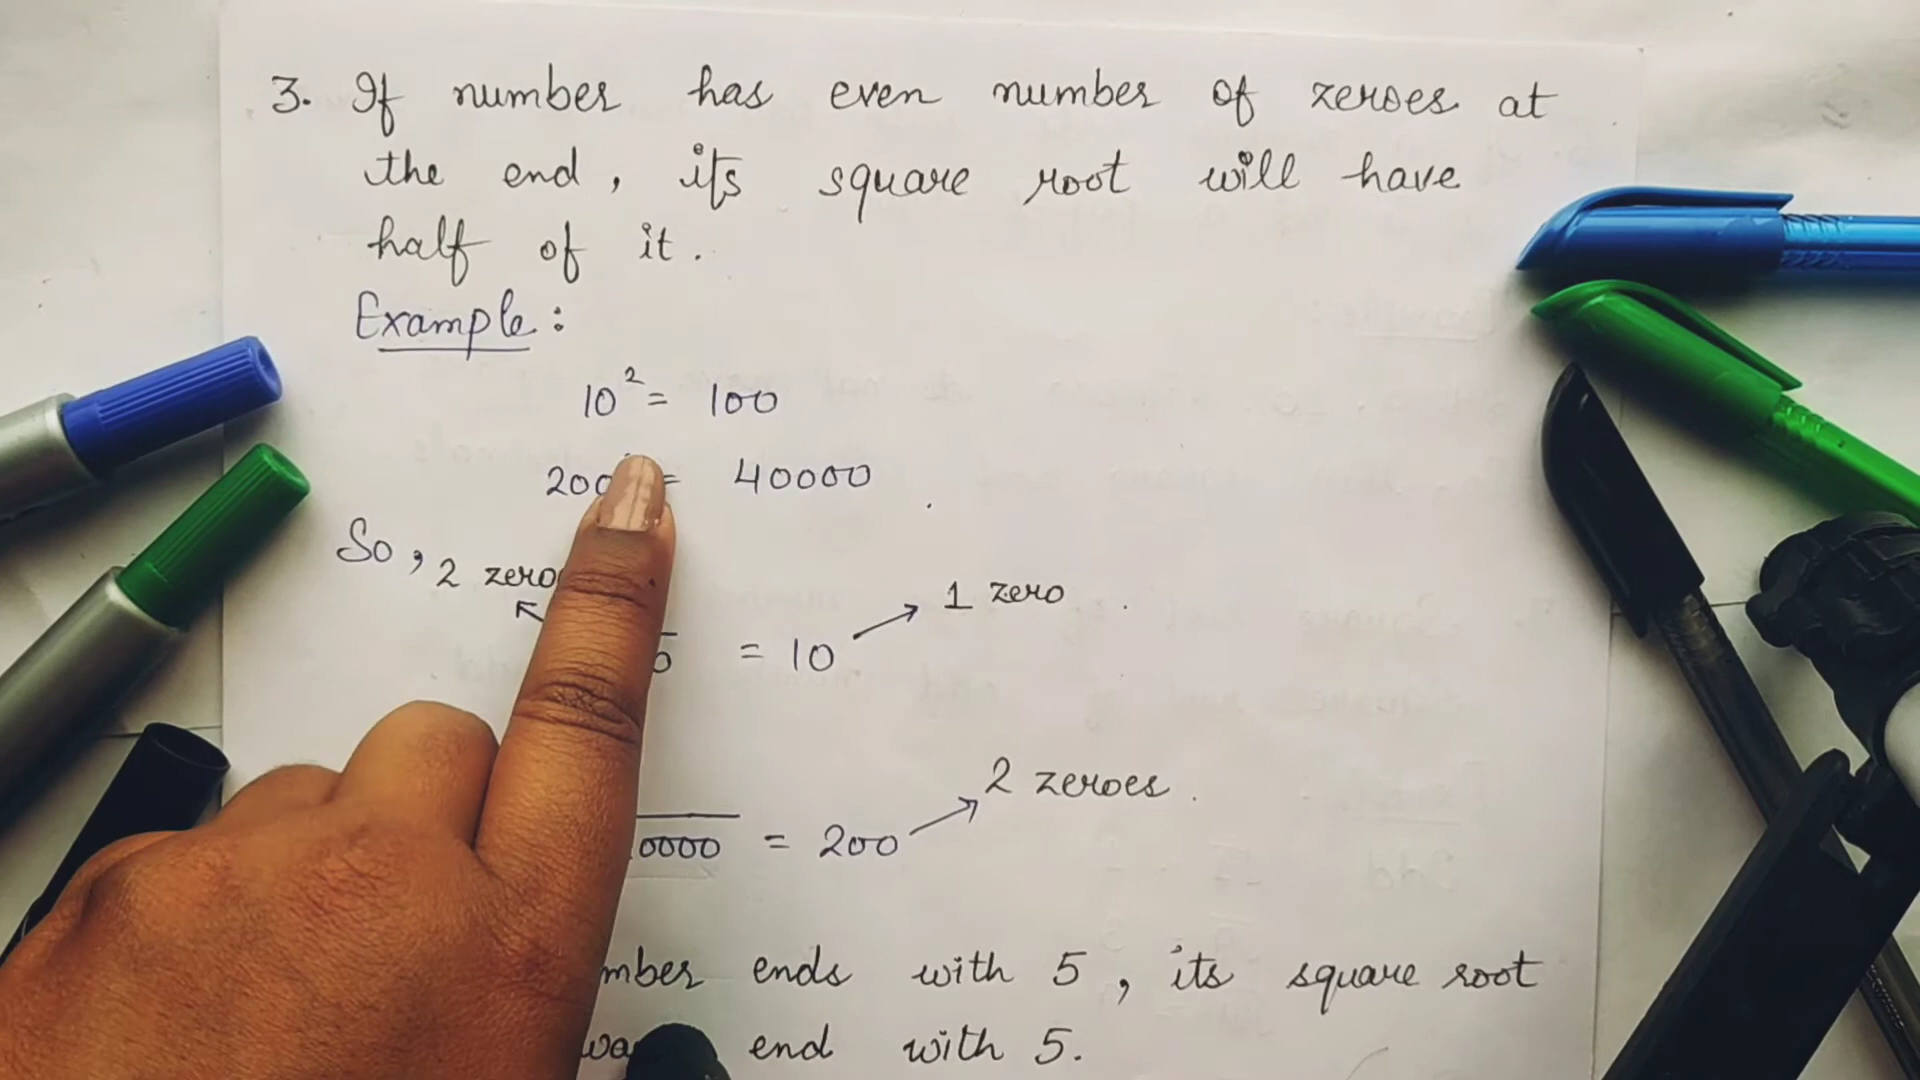 3. If number has even number of zeroes at
the end, its square root will have
half of it.
Example:
10² = 100
200 = 40000
So, 2 zero
= 10 1 zero
0000 = 200 2 zeroes.
ends with 5, its square root
end with 5.